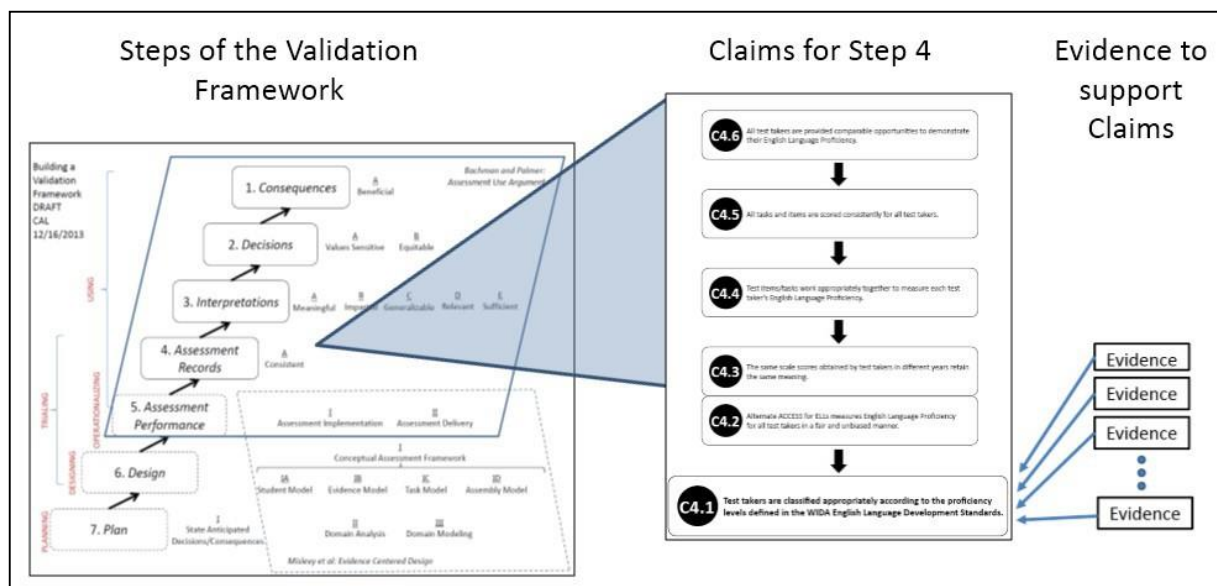 Steps of the Validation
Framework
Building a
Validation
Framework
DRAFT
CAL
12/16/2013
Bachman and Palmer:
Assessment Use Argument
1. Consequences
A
Beneficial
2. Decisions
A
Values Sensitive
B
Equitable
3. Interpretations
A
Meaningful
B
Impartial
C
Generalizable
D
Relevant
E
Sufficient
4. Assessment
Records
A
Consistent
5. Assessment
Performance
I
Assessment Implementation
II
Assessment Delivery
6. Design
I
Conceptual Assessment Framework
IA
Student Model
IB
Evidence Model
IC
Task Model
ID
Assembly Model
7. Plan
I
State Anticipated
Decisions/Consequences
II
Domain Analysis
III
Domain Modeling
Mislevy et al: Evidence Centered Design
USING
TRIALING
OPERATIONALIZING
DESIGNING
PLANNING
Claims for Step 4
C4.6 All test takers are provided comparable opportunities to demonstrate
their English Language Proficiency.
C4.5 All tasks and items are scored consistently for all test takers.
C4.4 Test items/tasks work appropriately together to measure each test
taker's English Language Proficiency.
C4.3 The same scale scores obtained by test takers in different years retain
the same meaning.
C4.2 Alternate ACCESS for ELLs measures English Language Proficiency
for all test takers in a fair and unbiased manner.
C4.1 Test takers are classified appropriately according to the proficiency
levels defined in the WIDA English Language Development Standards.
Evidence to
support
Claims
Evidence
Evidence
Evidence
Evidence